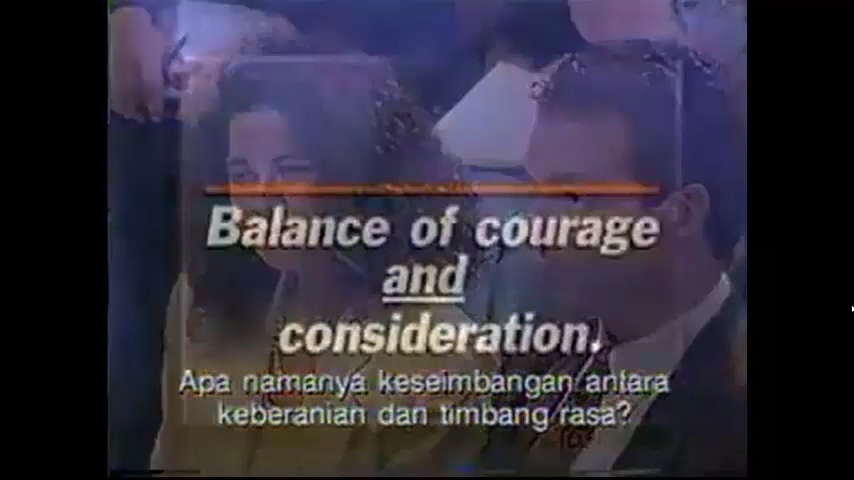 Balance of courage
and
consideration.
Apa namanya keseimbangan antara
keberanian dan timbang rasa?